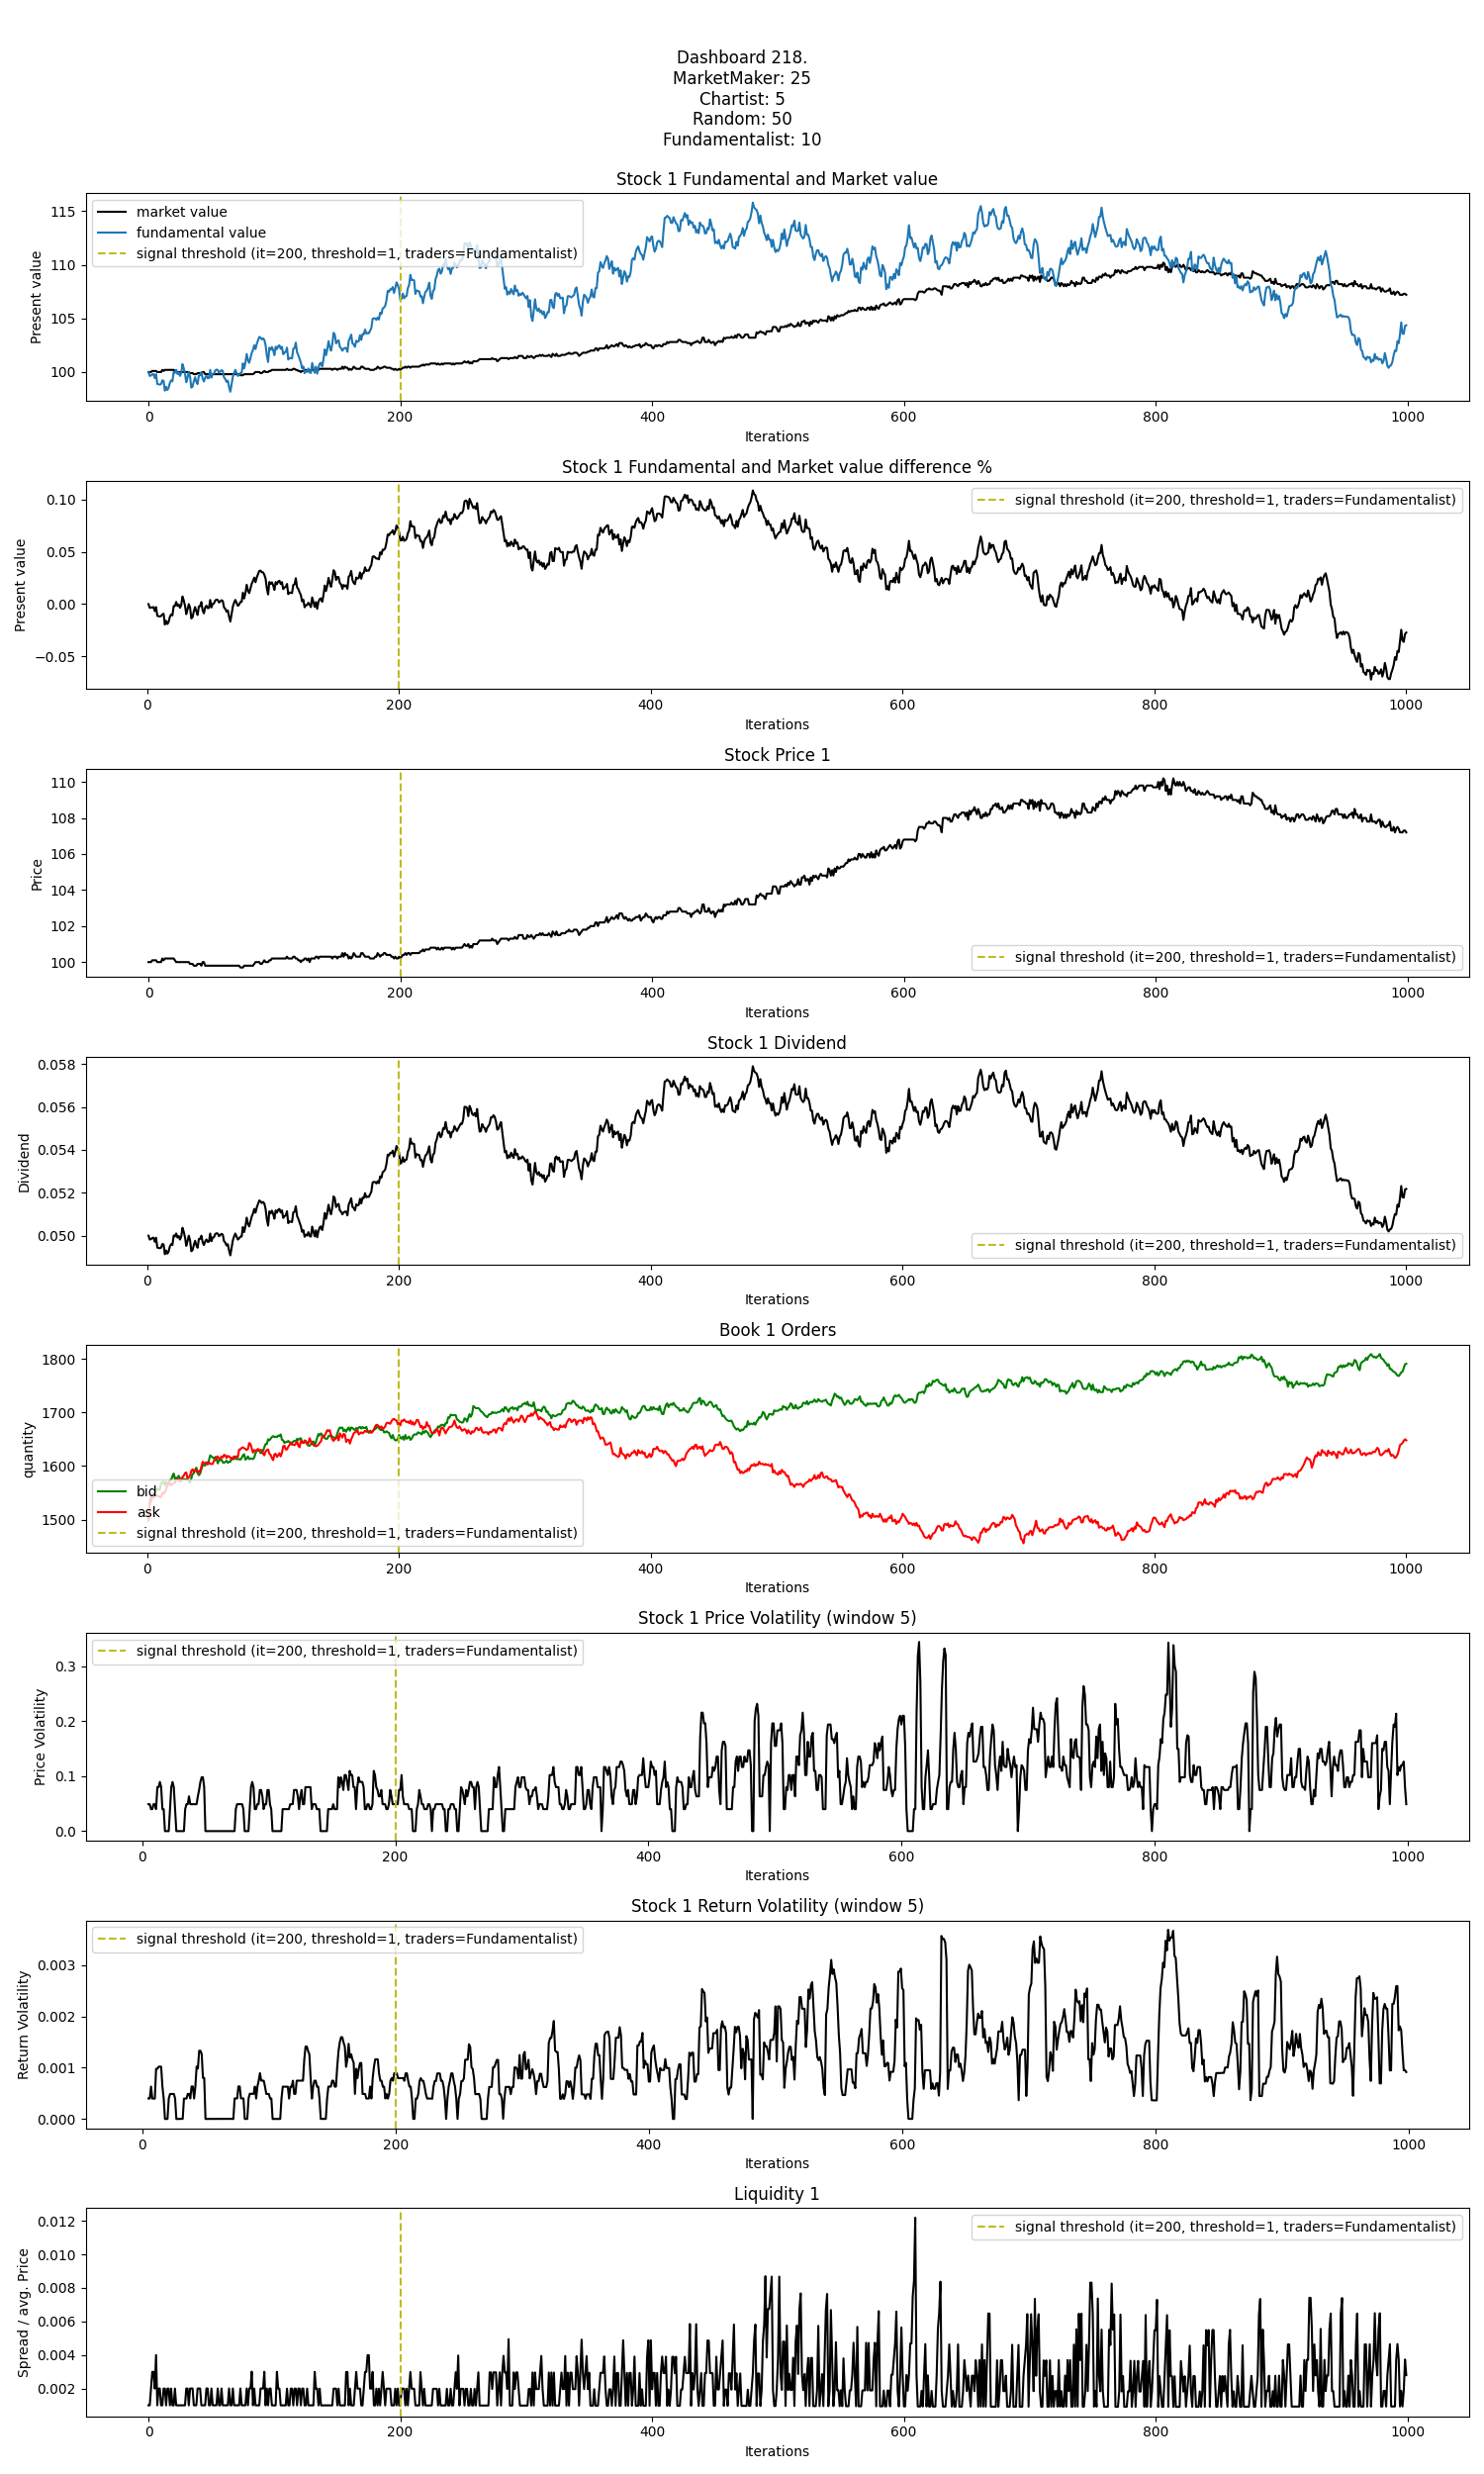 Dashboard 218.
MarketMaker: 25
Chartist: 5
Random: 50
Fundamentalist: 10
Stock 1 Fundamental and Market value
Present value
115
110
105
100
market value
fundamental value
signal threshold (it=200, threshold=1, traders=Fundamentalist)
0 200 400 600 800 1000
Iterations
Stock 1 Fundamental and Market value difference %
Present value
0.10
0.05
0.00
−0.05
signal threshold (it=200, threshold=1, traders=Fundamentalist)
0 200 400 600 800 1000
Iterations
Stock Price 1
Price
110
108
106
104
102
100
signal threshold (it=200, threshold=1, traders=Fundamentalist)
0 200 400 600 800 1000
Iterations
Stock 1 Dividend
Dividend
0.058
0.056
0.054
0.052
0.050
signal threshold (it=200, threshold=1, traders=Fundamentalist)
0 200 400 600 800 1000
Iterations
Book 1 Orders
quantity
1800
1700
1600
1500
bid
ask
signal threshold (it=200, threshold=1, traders=Fundamentalist)
0 200 400 600 800 1000
Iterations
Stock 1 Price Volatility (window 5)
Price Volatility
0.3
0.2
0.1
0.0
signal threshold (it=200, threshold=1, traders=Fundamentalist)
0 200 400 600 800 1000
Iterations
Stock 1 Return Volatility (window 5)
Return Volatility
0.003
0.002
0.001
0.000
signal threshold (it=200, threshold=1, traders=Fundamentalist)
0 200 400 600 800 1000
Iterations
Liquidity 1
Spread / avg. Price
0.012
0.010
0.008
0.006
0.004
0.002
signal threshold (it=200, threshold=1, traders=Fundamentalist)
0 200 400 600 800 1000
Iterations